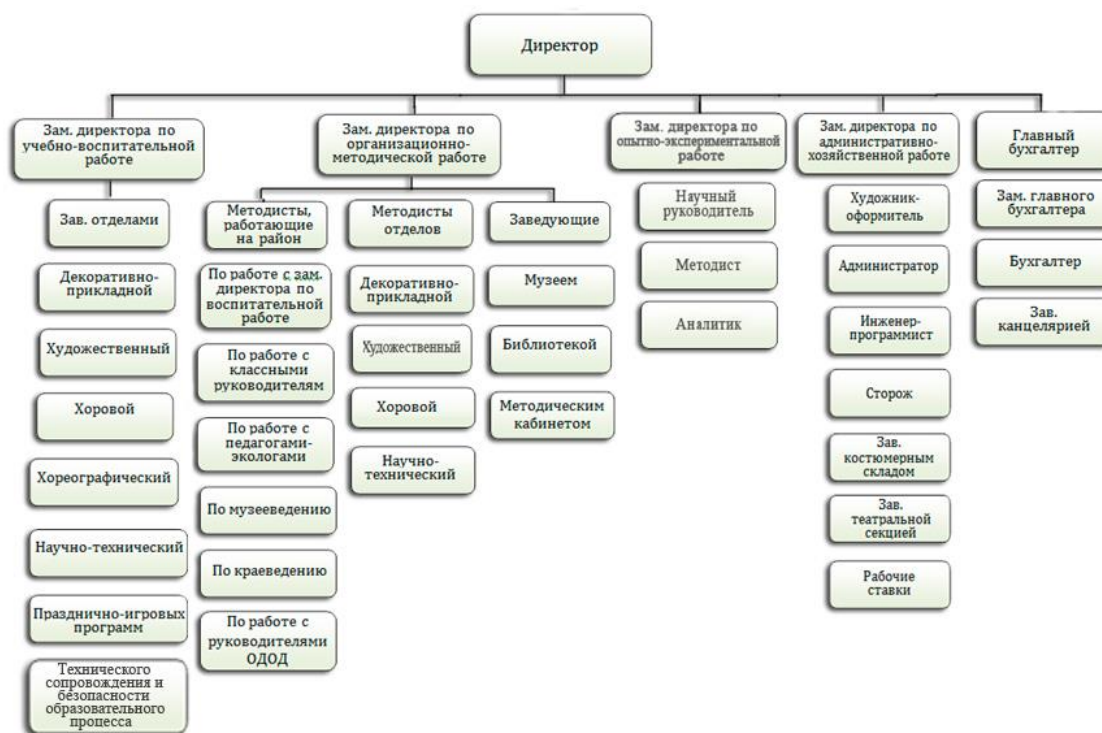 Директор
Зам. директора по
учебно-воспитательной
работе
Зам. директора по
организационно-
методической работе
Зам. директора по
опытно-экспериментальной
работе
Зам. директора по
административно-
хозяйственной работе
Главный
бухгалтер
Зав. отделами
Декоративно-
прикладной
Художественный
Хоровой
Хореографический
Научно-технический
Празднично-игровых
программ
Технического
сопровождения и
безопасности
образовательного
процесса
Методисты,
работающие
на район
По работе с зам.
директора по
воспитательной
работе
По работе с
классными
руководителям
По работе с
педагогами-
экологами
По музееведению
По краеведению
По работе с
руководителями
ОДОД
Методисты
отделов
Декоративно-
прикладной
Художественный
Хоровой
Научно-
технический
Заведующие
Музеем
Библиотекой
Методическим
кабинетом
Научный
руководитель
Методист
Аналитик
Художник-
оформитель
Администратор
Инженер-
программист
Сторож
Зав.
костюмерным
складом
Зав.
театральной
секцией
Рабочие
ставки
Зам. главного
бухгалтера
Бухгалтер
Зав.
канцелярией